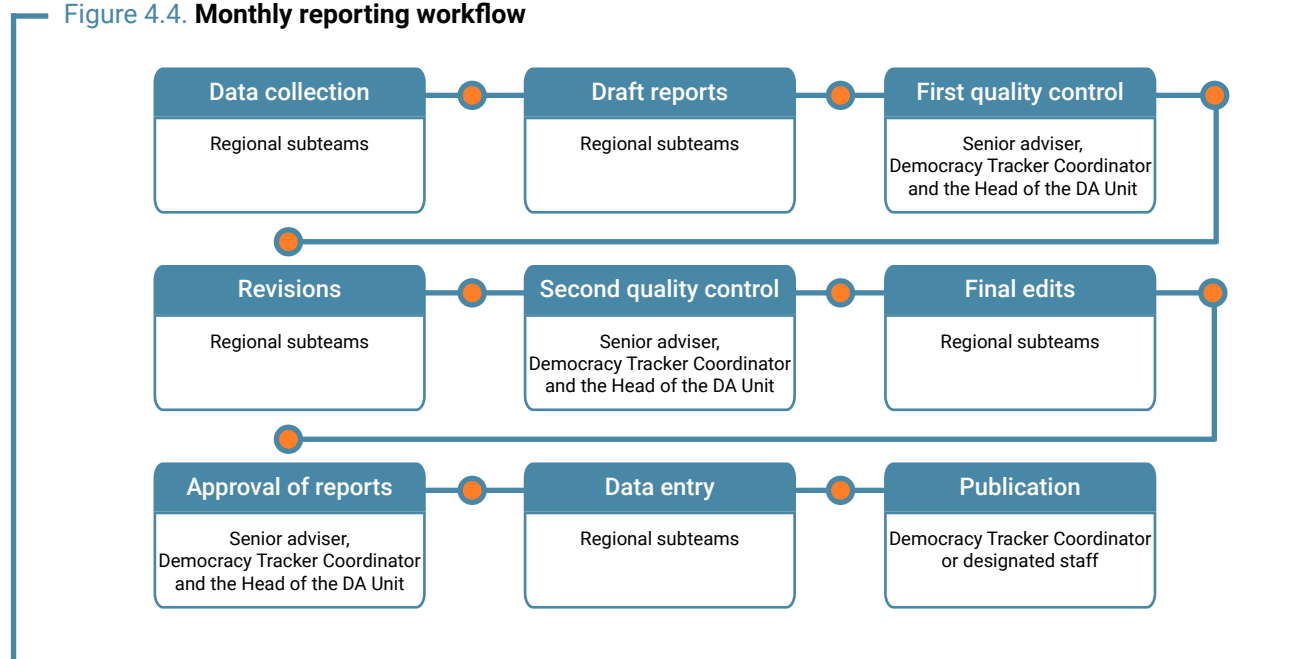 Figure 4.4. Monthly reporting workflow
Data collection
Regional subteams
Draft reports
Regional subteams
First quality control
Senior adviser,
Democracy Tracker Coordinator
and the Head of the DA Unit
Revisions
Regional subteams
Second quality control
Senior adviser,
Democracy Tracker Coordinator
and the Head of the DA Unit
Final edits
Regional subteams
Approval of reports
Senior adviser,
Democracy Tracker Coordinator
and the Head of the DA Unit
Data entry
Regional subteams
Publication
Democracy Tracker Coordinator
or designated staff